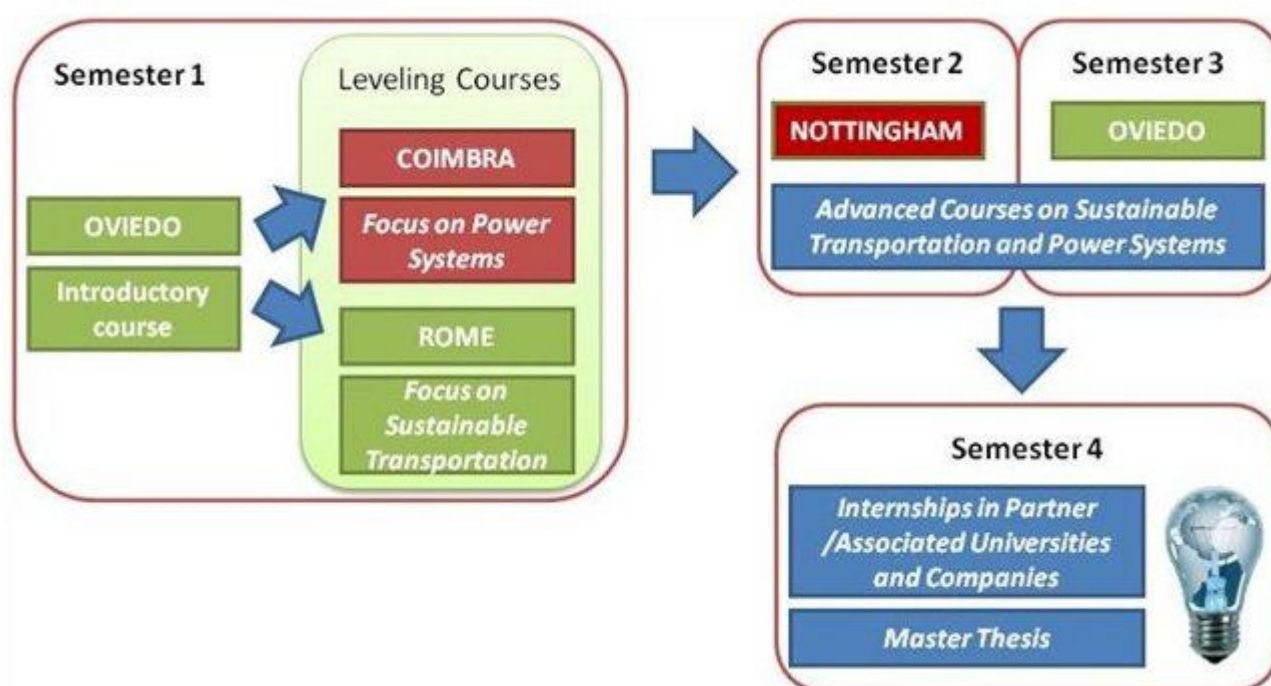 Semester 1
OVIEDO
Introductory
course
Leveling Courses
COIMBRA
Focus on Power
Systems
ROME
Focus on
Sustainable
Transportation
Semester 2
NOTTINGHAM
Semester 3
OVIEDO
Advanced Courses on Sustainable
Transportation and Power Systems
Semester 4
Internships in Partner
/Associated Universities
and Companies
Master Thesis